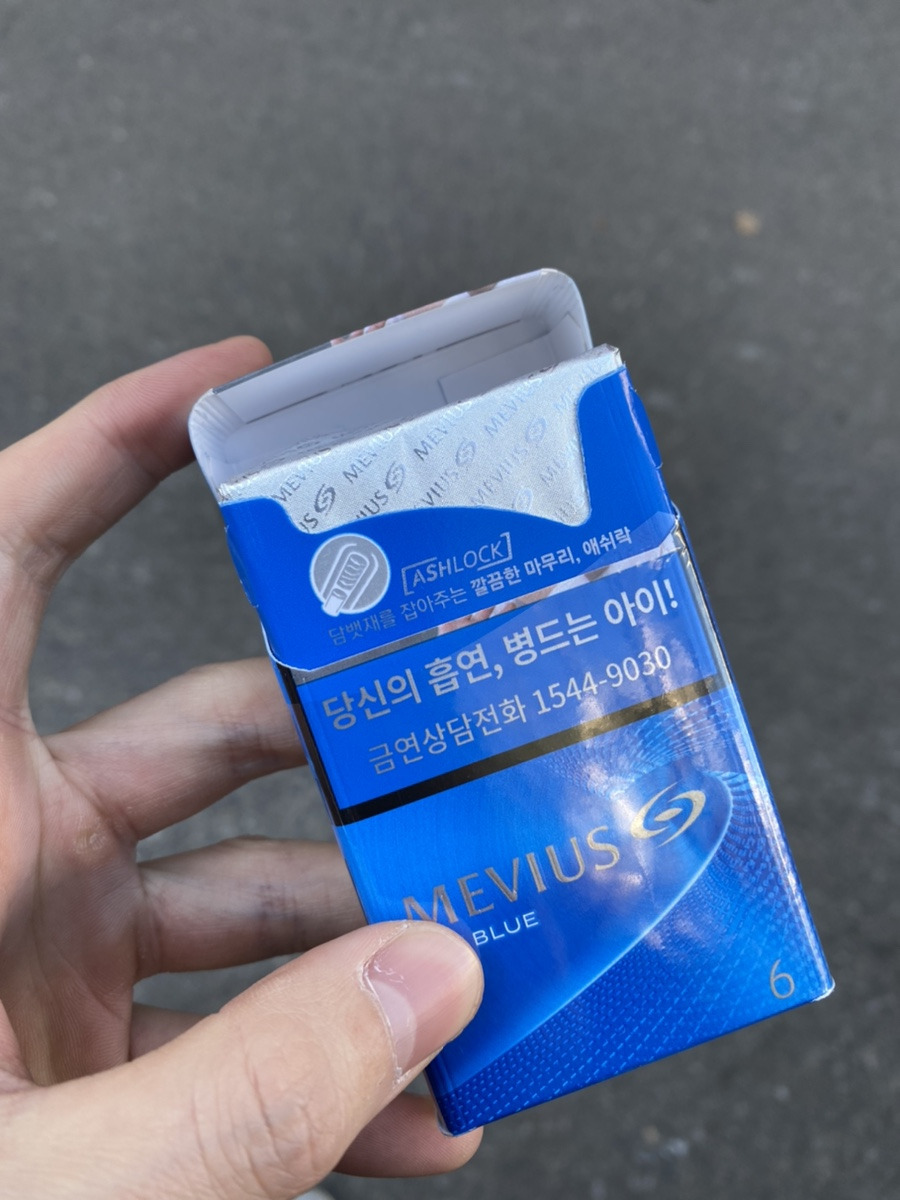 MEVIUS MEVIUS MEVIUS
MEVIUS
[ASHLOCK]
담뱃재를 잡아주는 깔끔한 마무리, 애쉬락
당신의 흡연, 병드는 아이!
금연상담전화 1544-9030
MEVIUS
BLUE
6